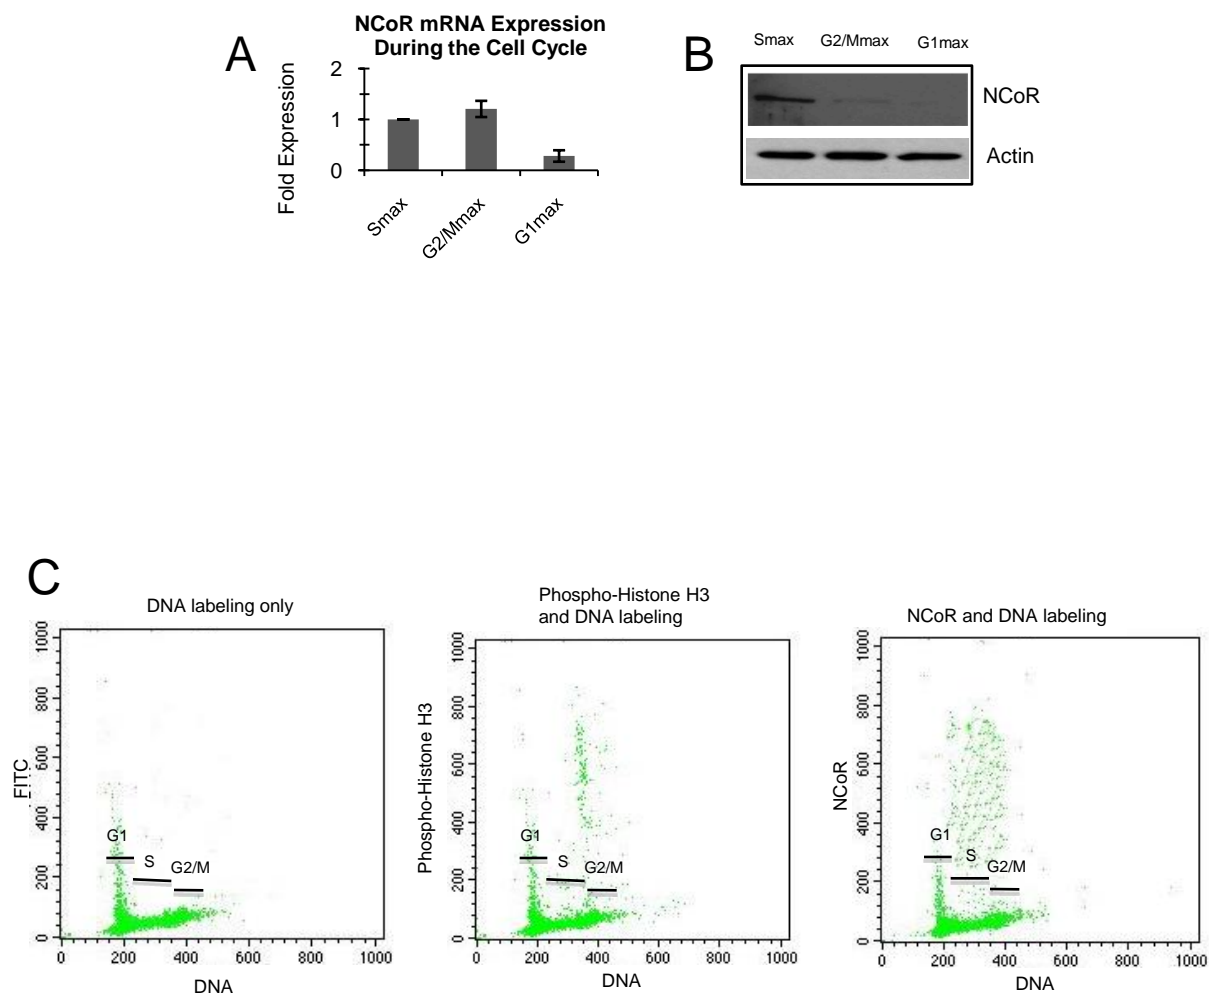 A
NCoR mRNA Expression
During the Cell Cycle
Fold Expression
2
1
0
Smax
G2/Mmax
G1max
B
Smax G2/Mmax G1max
NCoR
Actin
C
DNA labeling only
FITC
1000
800
600
400
200
0
G1
S
G2/M
0 200 400 600 800 1000
DNA
Phospho-Histone H3
and DNA labeling
Phospho-Histone H3
1000
800
600
400
200
0
G1
S
G2/M
0 200 400 600 800 1000
DNA
NCoR and DNA labeling
NCoR
1000
800
600
400
200
0
G1
S
G2/M
0 200 400 600 800 1000
DNA